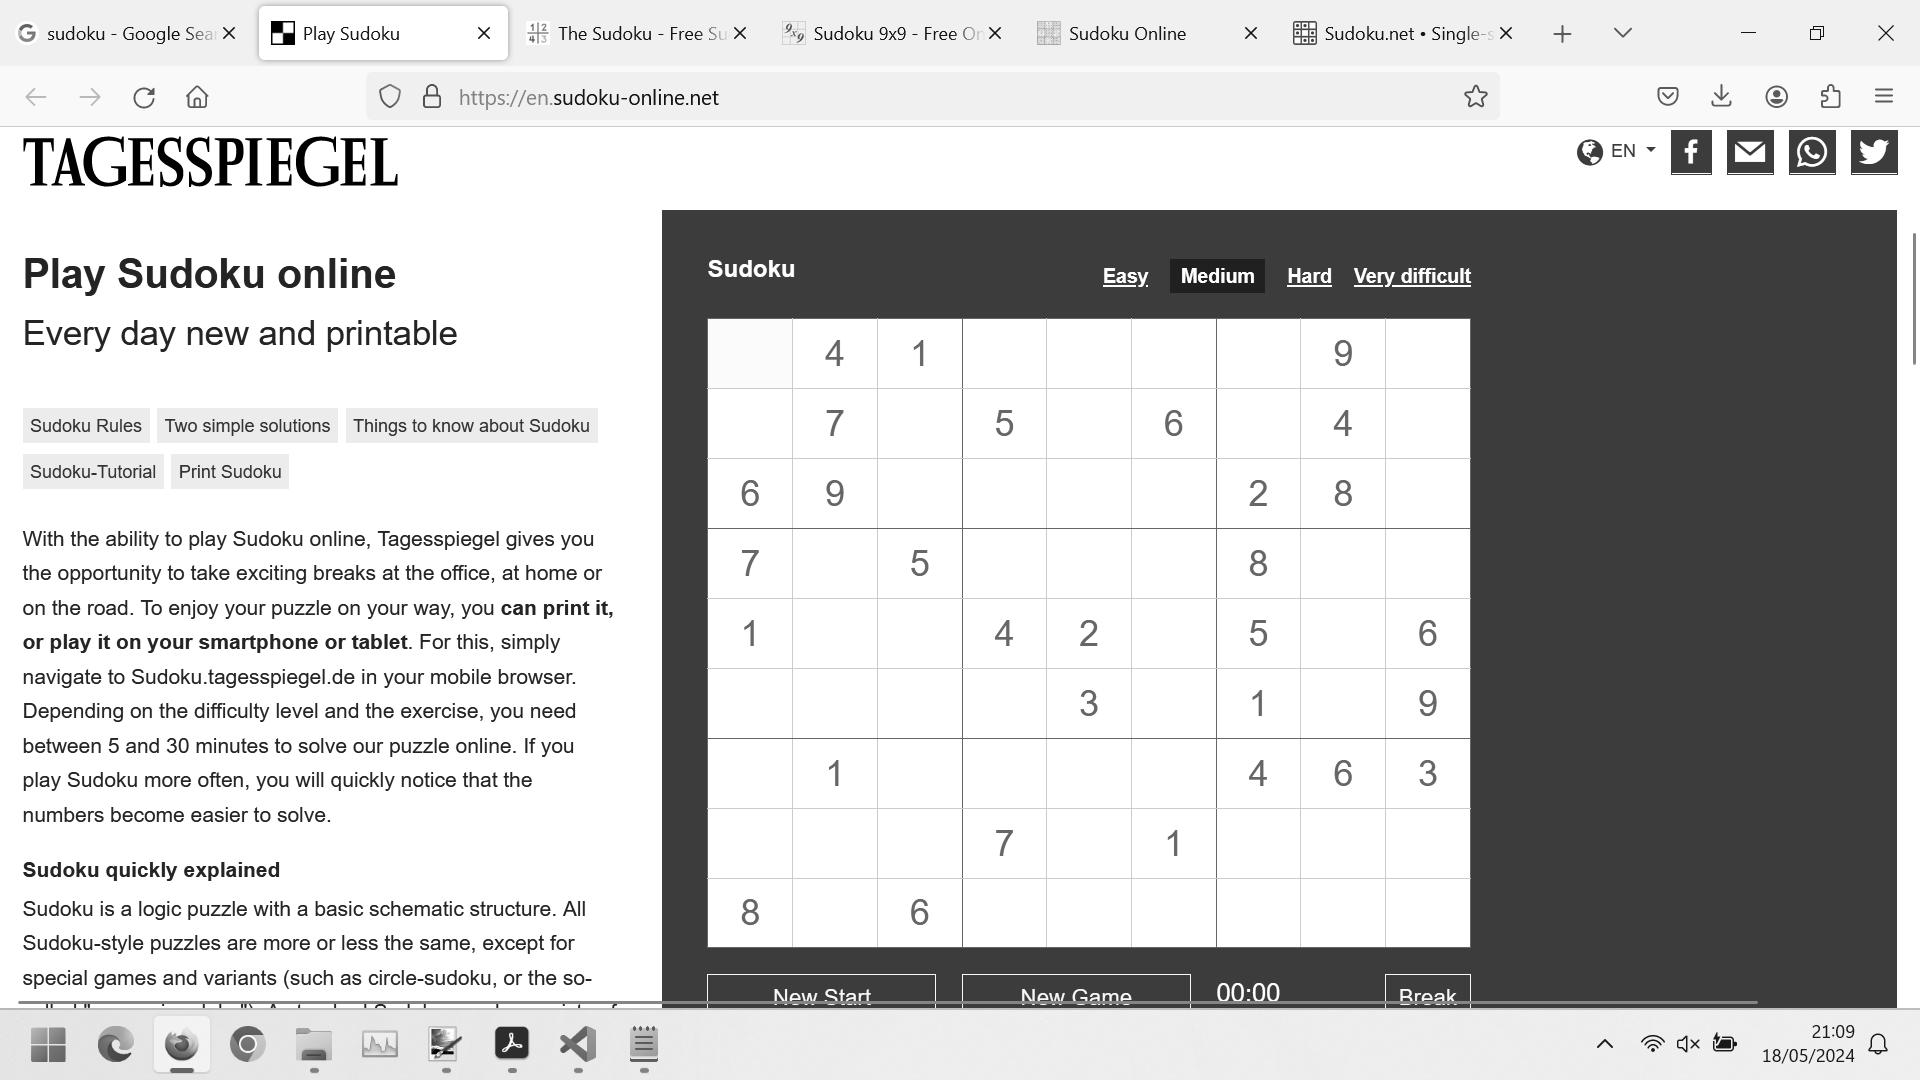 sudoku - Google Sea
Play Sudoku
The Sudoku - Free Su
Sudoku 9x9 - Free On
Sudoku Online
Sudoku.net • Single-s
https://en.sudoku-online.net
TAGESSPIEGEL
EN
Play Sudoku online
Every day new and printable
Sudoku Rules
Two simple solutions
Things to know about Sudoku
Sudoku-Tutorial
Print Sudoku
With the ability to play Sudoku online, Tagesspiegel gives you
the opportunity to take exciting breaks at the office, at home or
on the road. To enjoy your puzzle on your way, you can print it,
or play it on your smartphone or tablet. For this, simply
navigate to Sudoku.tagesspiegel.de in your mobile browser.
Depending on the difficulty level and the exercise, you need
between 5 and 30 minutes to solve our puzzle online. If you
play Sudoku more often, you will quickly notice that the
numbers become easier to solve.
Sudoku quickly explained
Sudoku is a logic puzzle with a basic schematic structure. All
Sudoku-style puzzles are more or less the same, except for
special games and variants (such as circle-sudoku, or the so-
Sudoku
Easy Medium Hard Very difficult
4 1 9
7 5 6 4
6 9 2 8
7 5 8
1 4 2 5 6
3 1 9
1 4 6 3
7 1
8 6
New Start
New Game
00:00
Break
21:09
18/05/2024